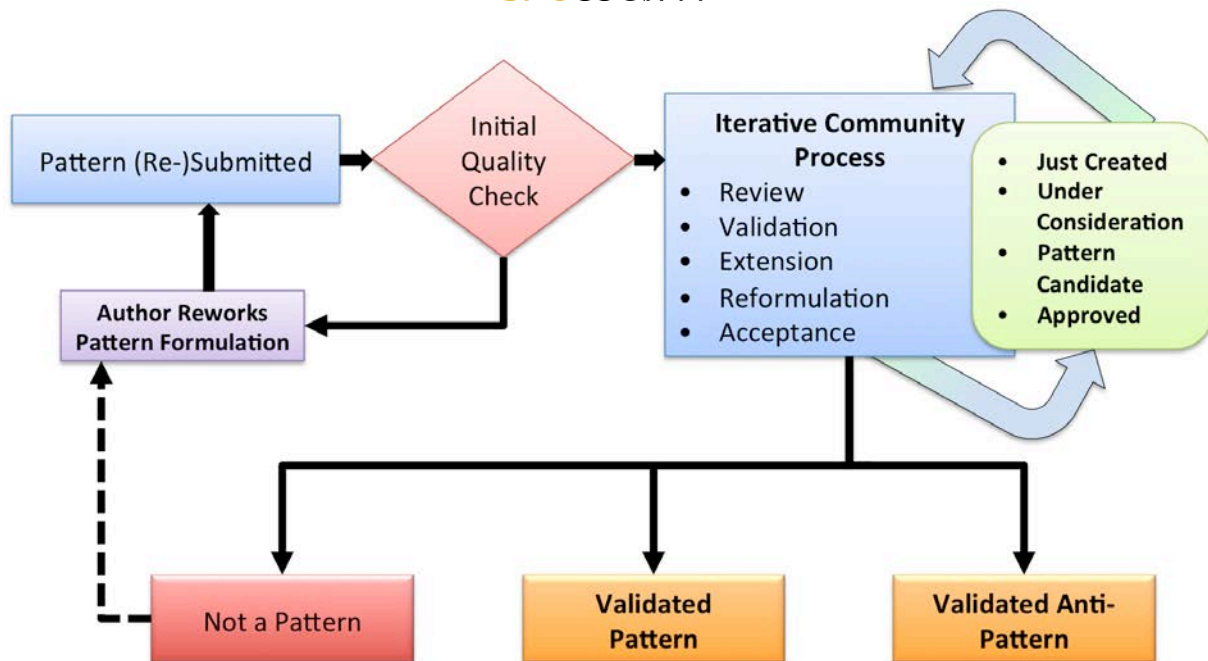 Pattern (Re-)Submitted
Initial
Quality
Check
Iterative Community
Process
• Review
• Validation
• Extension
• Reformulation
• Acceptance
• Just Created
• Under
Consideration
• Pattern
Candidate
• Approved
Author Reworks
Pattern Formulation
Not a Pattern
Validated
Pattern
Validated Anti-
Pattern